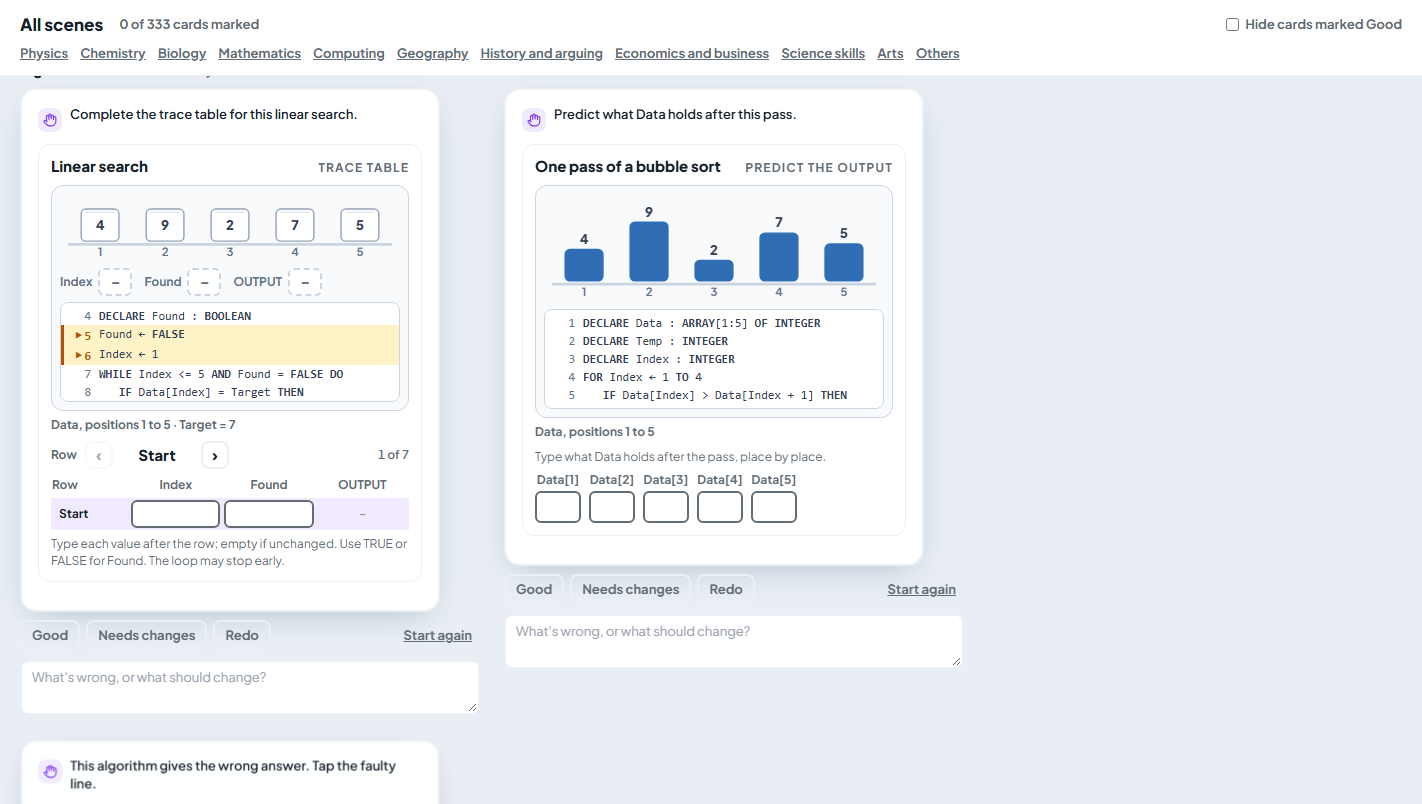 All scenes 0 of 333 cards marked Hide cards marked Good
Physics Chemistry Biology Mathematics Computing Geography History and arguing Economics and business Science skills Arts Others
Complete the trace table for this linear search.
Linear search TRACE TABLE
4 9 2 7 5
1 2 3 4 5
Index – Found – OUTPUT –
4 DECLARE Found : BOOLEAN
▶5 Found ← FALSE
▶6 Index ← 1
7 WHILE Index <= 5 AND Found = FALSE DO
8 IF Data[Index] = Target THEN
Data, positions 1 to 5 · Target = 7
Row ‹ Start › 1 of 7
Row Index Found OUTPUT
Start –
Type each value after the row; empty if unchanged. Use TRUE or
FALSE for Found. The loop may stop early.
Good Needs changes Redo Start again
What's wrong, or what should change?
Predict what Data holds after this pass.
One pass of a bubble sort PREDICT THE OUTPUT
4 9 2 7 5
1 2 3 4 5
1 DECLARE Data : ARRAY[1:5] OF INTEGER
2 DECLARE Temp : INTEGER
3 DECLARE Index : INTEGER
4 FOR Index ← 1 TO 4
5 IF Data[Index] > Data[Index + 1] THEN
Data, positions 1 to 5
Type what Data holds after the pass, place by place.
Data[1] Data[2] Data[3] Data[4] Data[5]
Good Needs changes Redo Start again
What's wrong, or what should change?
This algorithm gives the wrong answer. Tap the faulty
line.